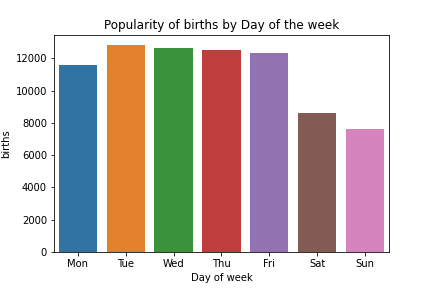 Popularity of births by Day of the week
births
12000
10000
8000
6000
4000
2000
0
Mon Tue Wed Thu Fri Sat Sun
Day of week